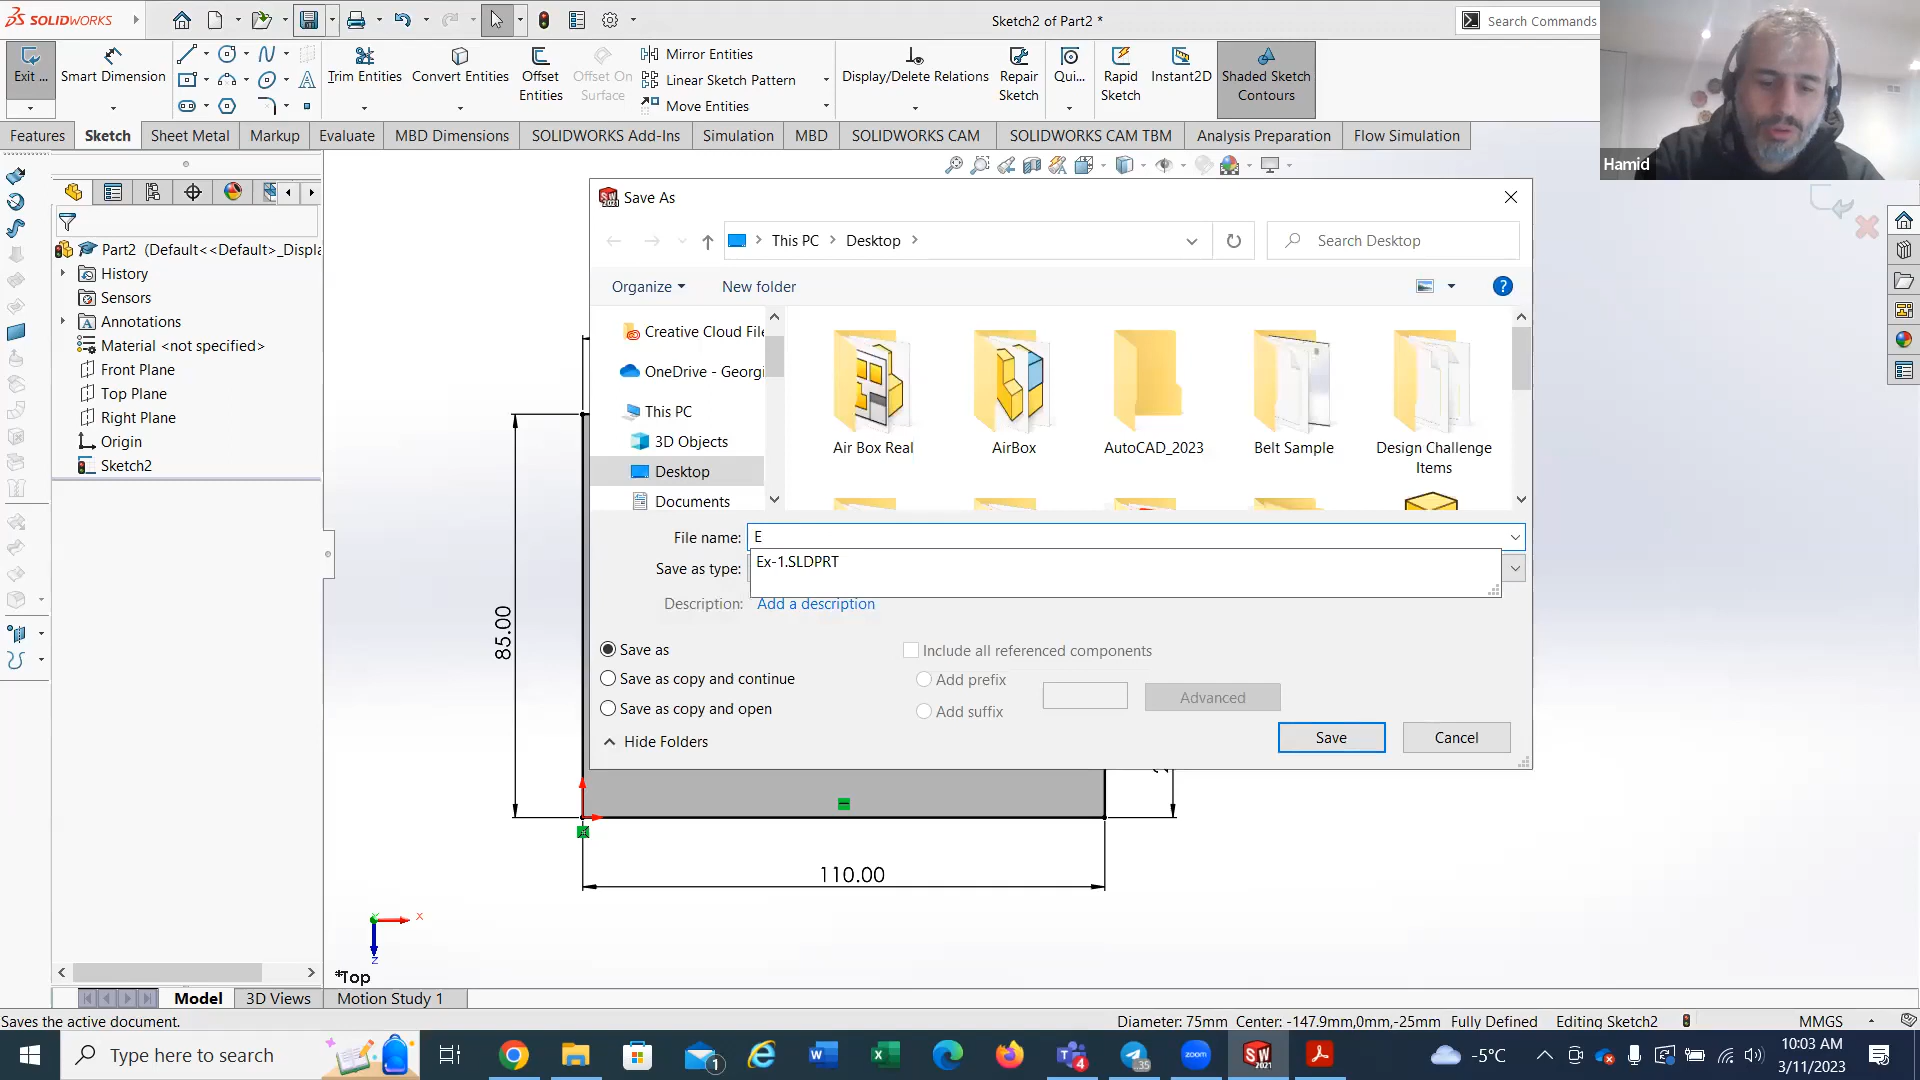 SOLIDWORKS
Sketch2 of Part2 *
Search Commands
Exit ...
Smart Dimension
Trim Entities
Convert Entities
Offset Entities
Offset On Surface
Mirror Entities
Linear Sketch Pattern
Move Entities
Display/Delete Relations
Repair Sketch
Qui...
Rapid Sketch
Instant2D
Shaded Sketch Contours
Features
Sketch
Sheet Metal
Markup
Evaluate
MBD Dimensions
SOLIDWORKS Add-Ins
Simulation
MBD
SOLIDWORKS CAM
SOLIDWORKS CAM TBM
Analysis Preparation
Flow Simulation
Hamid
Part2 (Default<<Default>_Displa
History
Sensors
Annotations
Material <not specified>
Front Plane
Top Plane
Right Plane
Origin
Sketch2
Save As
This PC
Desktop
Search Desktop
Organize
New folder
Creative Cloud File
OneDrive - Georgi
This PC
3D Objects
Desktop
Documents
Air Box Real
AirBox
AutoCAD_2023
Belt Sample
Design Challenge Items
File name: E
Ex-1.SLDPRT
Save as type:
Description: Add a description
Save as
Save as copy and continue
Save as copy and open
Include all referenced components
Add prefix
Add suffix
Advanced
Hide Folders
Save
Cancel
85.00
110.00
X
Z
*Top
Model
3D Views
Motion Study 1
Saves the active document.
Diameter: 75mm Center: -147.9mm,0mm,-25mm
Fully Defined
Editing Sketch2
MMGS
Type here to search
1
4
35
zoom
SW 2021
-5°C
10:03 AM
3/11/2023